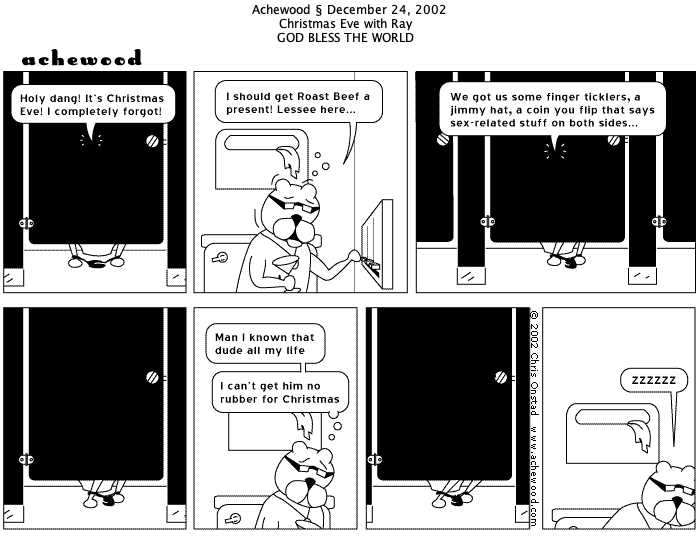 Achewood § December 24, 2002
Christmas Eve with Ray
GOD BLESS THE WORLD
achewood
Holy dang! It's Christmas
Eve! I completely forgot!
I should get Roast Beef a
present! Lessee here...
We got us some finger ticklers, a
jimmy hat, a coin you flip that says
sex-related stuff on both sides...
Man I known that
dude all my life
I can't get him no
rubber for Christmas
© 2002 Chris Onstad www.achewood.com
ZZZZZZ